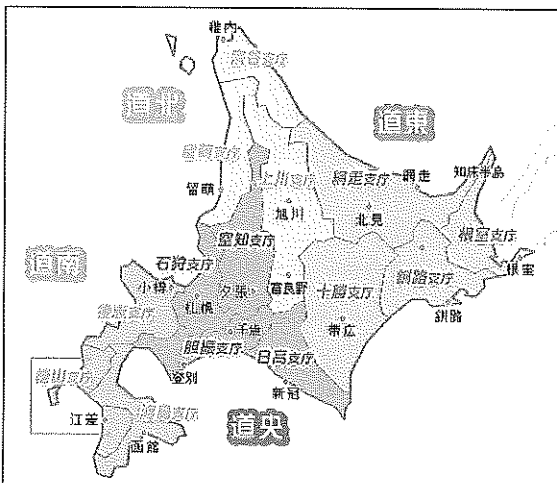 稚内
宗谷支庁
道北
道東
留萌支庁
上川支庁
網走支庁
網走
知床半島
留萌
旭川
北見
空知支庁
根室支庁
根室
道南
石狩支庁
小樽
夕張
富良野
十勝支庁
釧路支庁
釧路
後志支庁
札幌
千歳
帯広
胆振支庁
日高支庁
檜山支庁
登別
新冠
江差
渡島支庁
函館
道央